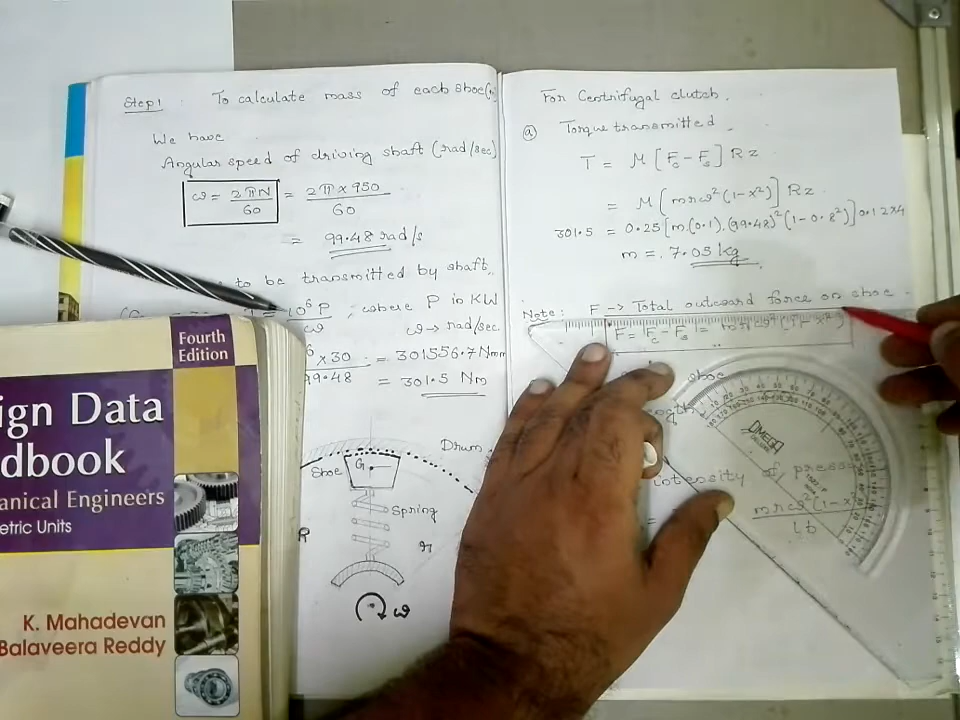 Step 1 : To calculate mass of each shoe(m)
We have
Angular speed of driving shaft (rad/sec)
ω = 2πN/60 = 2π×950/60
= 99.48 rad/s
to be transmitted by shaft
10⁶P/ω ; where P in KW
ω → rad/sec
×30/99.48 = 301556.7 Nmm
= 301.5 Nm
Drum
Shoe
G
Spring
ω
For Centrifugal clutch.
(a) Torque transmitted.
T = M[Fc - Fs] Rz
= M[mrω²(1-x²)] Rz
301.5 = 0.25[m.(0.1).(99.48)²(1-0.8²)]0.12×4
m = 7.05 kg
Note: F → Total outward force on shoe.
F = Fc - Fs = mrω²(1-x²)
shoe
intensity of
= mrω²(1-x²)/Lb
OMEGA
Fourth
Edition
ign Data
dbook
anical Engineers
etric Units
K. Mahadevan
Balaveera Reddy